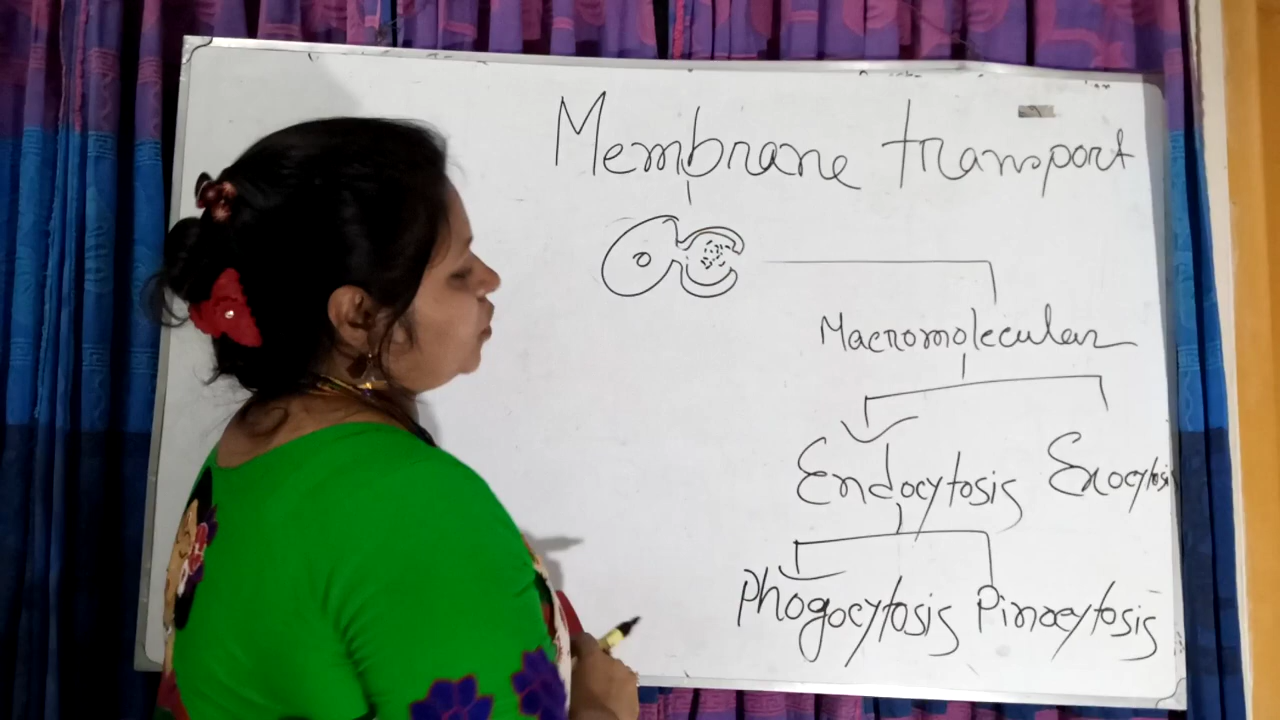 Membrane transport
Macromolecular
Endocytosis Exocytosis
Phogocytosis Pinocytosis